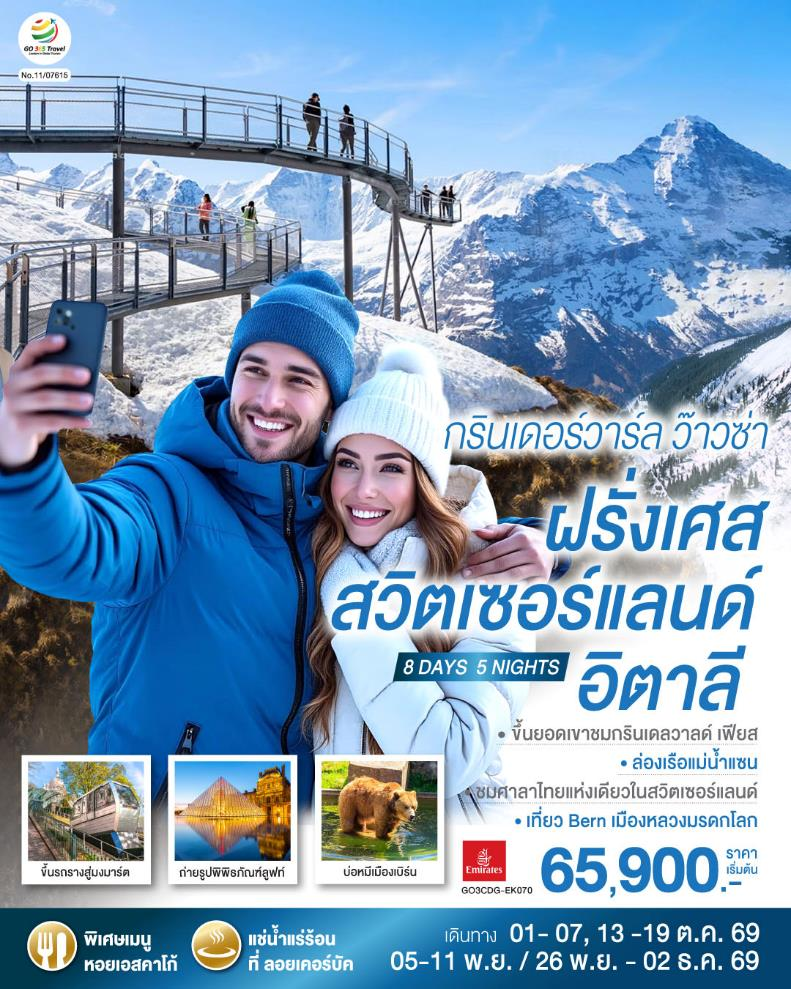 GO 365 Travel
No.11/07615
กรินเดอร์วาร์ล ว๊าวซ่า
ฝรั่งเศส
สวิตเซอร์แลนด์
8 DAYS 5 NIGHTS
อิตาลี
• ขึ้นยอดเขาชมกรินเดลวาลด์ เฟียส
• ล่องเรือแม่น้ำแซน
• ชมศาลาไทยแห่งเดียวในสวิตเซอร์แลนด์
• เที่ยว Bern เมืองหลวงมรดกโลก
ขึ้นรถรางสู่มงมาร์ต
ถ่ายรูปพิพิธภัณฑ์ลูฟท์
บ่อหมีเมืองเบิร์น
Emirates
GO3CDG-EK070
65,900.-
ราคา
เริ่มต้น
พิเศษเมนู
หอยเอสคาโก้
แช่น้ำแร่ร้อน
ที่ ลอยเคอร์บัค
เดินทาง 01- 07, 13 -19 ต.ค. 69
05-11 พ.ย. / 26 พ.ย. - 02 ธ.ค. 69